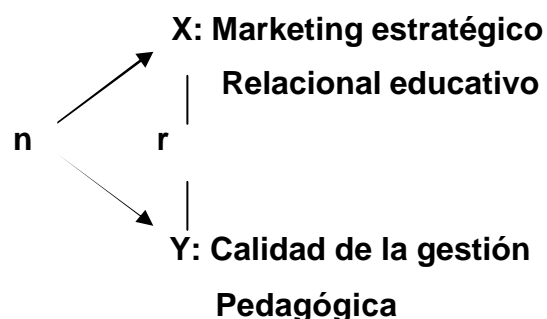 X: Marketing estratégico
Relacional educativo
n
r
Y: Calidad de la gestión
Pedagógica